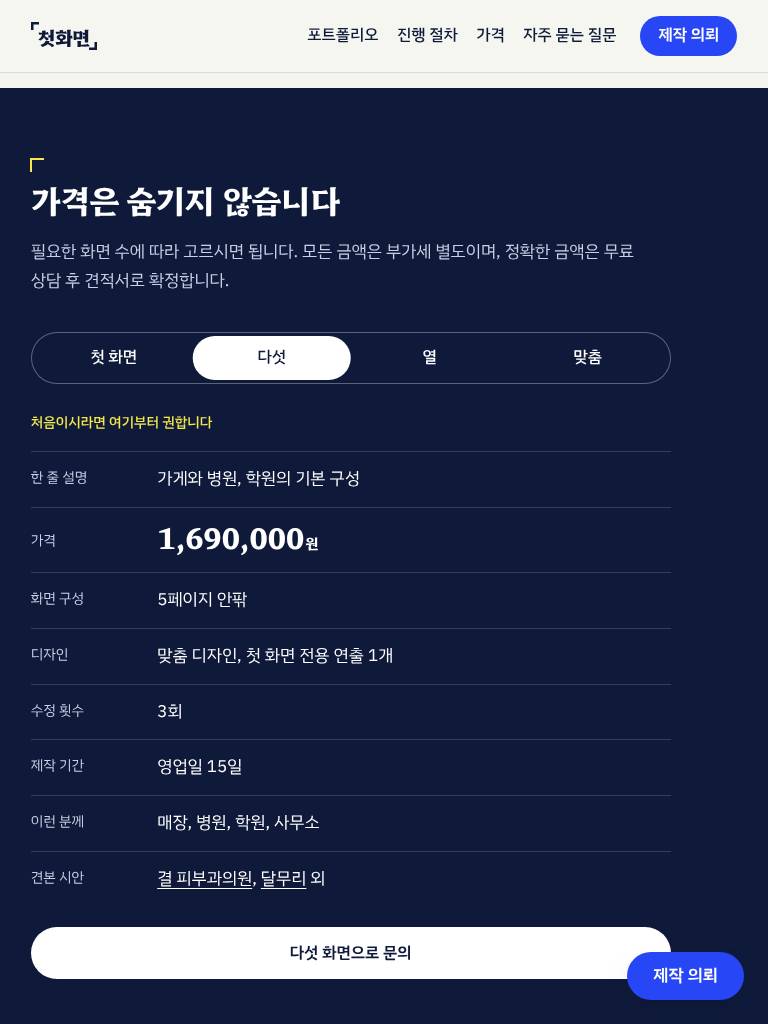 첫화면
포트폴리오 진행 절차 가격 자주 묻는 질문 제작 의뢰
가격은 숨기지 않습니다
필요한 화면 수에 따라 고르시면 됩니다. 모든 금액은 부가세 별도이며, 정확한 금액은 무료
상담 후 견적서로 확정합니다.
첫 화면 다섯 열 맞춤
처음이시라면 여기부터 권합니다
한 줄 설명 가게와 병원, 학원의 기본 구성
가격 1,690,000원
화면 구성 5페이지 안팎
디자인 맞춤 디자인, 첫 화면 전용 연출 1개
수정 횟수 3회
제작 기간 영업일 15일
이런 분께 매장, 병원, 학원, 사무소
견본 시안 결 피부과의원, 달무리 외
다섯 화면으로 문의
제작 의뢰